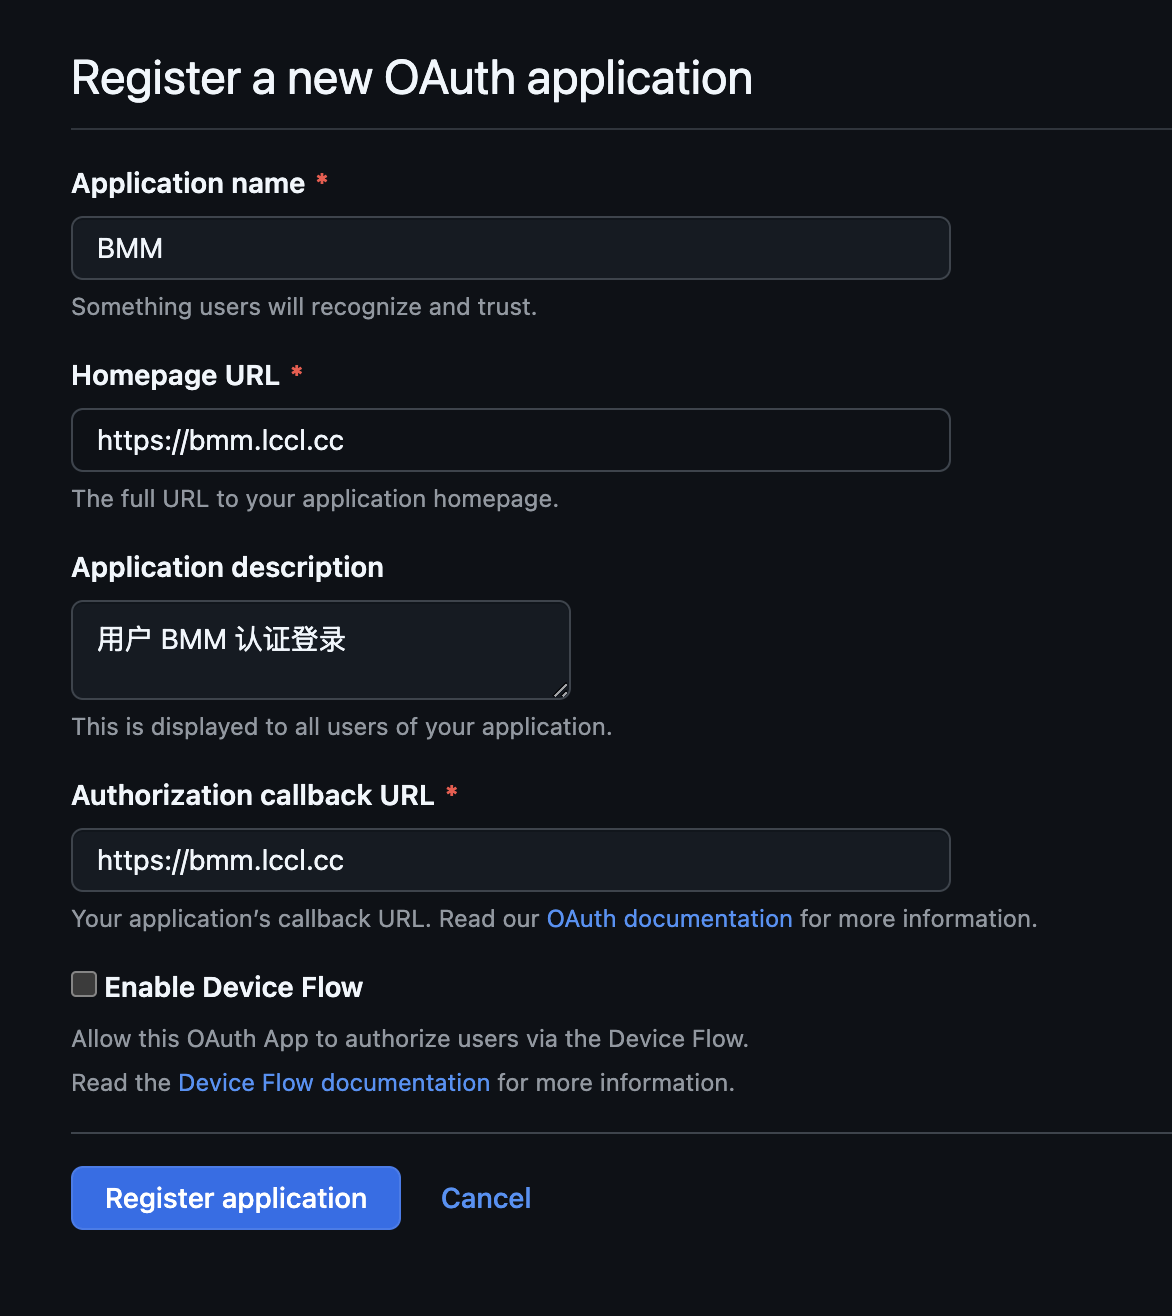 Register a new OAuth application
Application name *
BMM
Something users will recognize and trust.
Homepage URL *
https://bmm.lccl.cc
The full URL to your application homepage.
Application description
用户 BMM 认证登录
This is displayed to all users of your application.
Authorization callback URL *
https://bmm.lccl.cc
Your application’s callback URL. Read our OAuth documentation for more information.
Enable Device Flow
Allow this OAuth App to authorize users via the Device Flow.
Read the Device Flow documentation for more information.
Register application Cancel